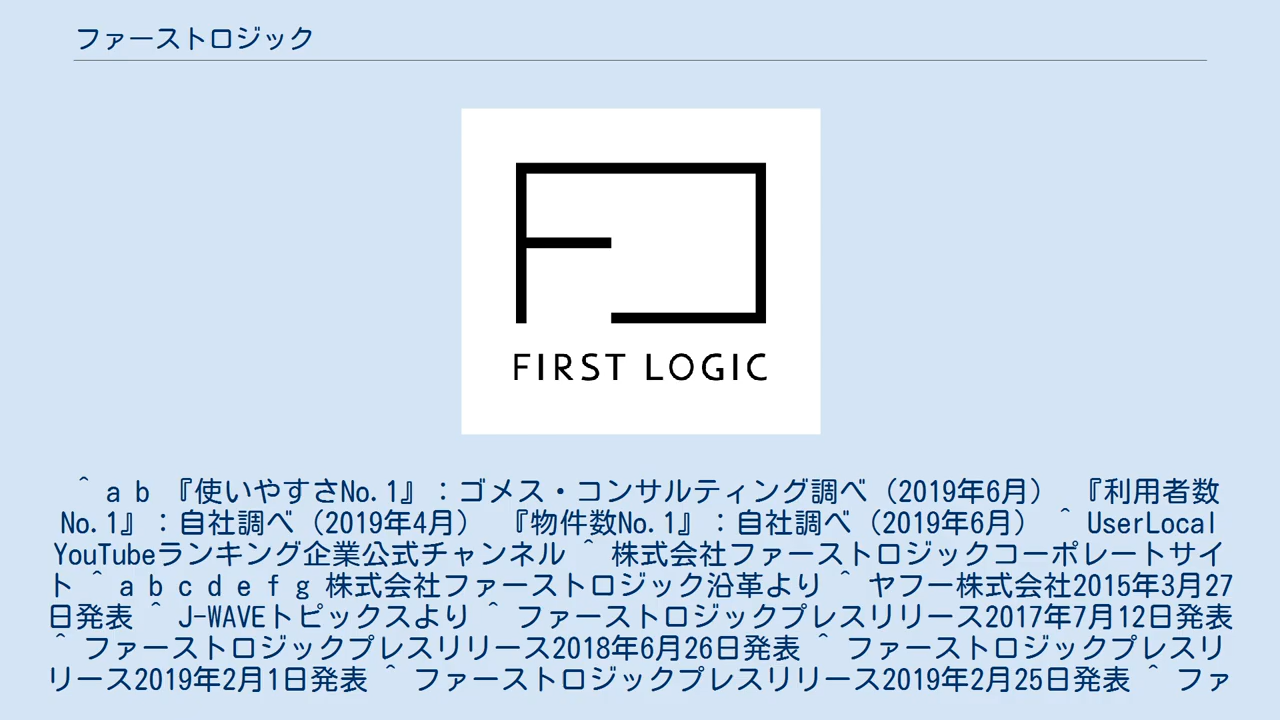 ファーストロジック
FIRST LOGIC
^ a b 『使いやすさNo.1』：ゴメス・コンサルティング調べ（2019年6月） 『利用者数
No.1』：自社調べ（2019年4月） 『物件数No.1』：自社調べ（2019年6月） ^ UserLocal
YouTubeランキング企業公式チャンネル ^ 株式会社ファーストロジックコーポレートサイ
ト ^ a b c d e f g 株式会社ファーストロジック沿革より ^ ヤフー株式会社2015年3月27
日発表 ^ J-WAVEトピックスより ^ ファーストロジックプレスリリース2017年7月12日発表
^ ファーストロジックプレスリリース2018年6月26日発表 ^ ファーストロジックプレスリ
リース2019年2月1日発表 ^ ファーストロジックプレスリリース2019年2月25日発表 ^ ファ